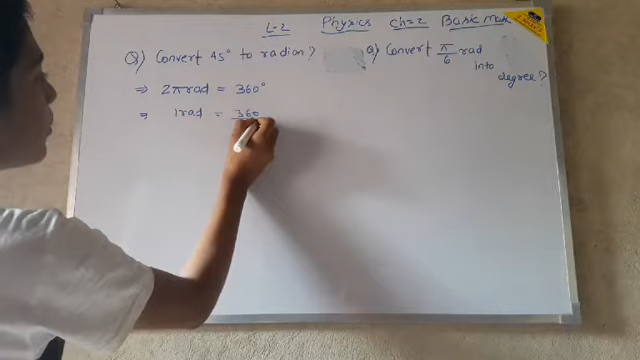 L-2 Physics Ch=2 Basic Math
Q) Convert 45° to radian?
⇒ 2π rad = 360°
⇒ 1 rad = 360
Q) Convert π/6 rad
into
degree?